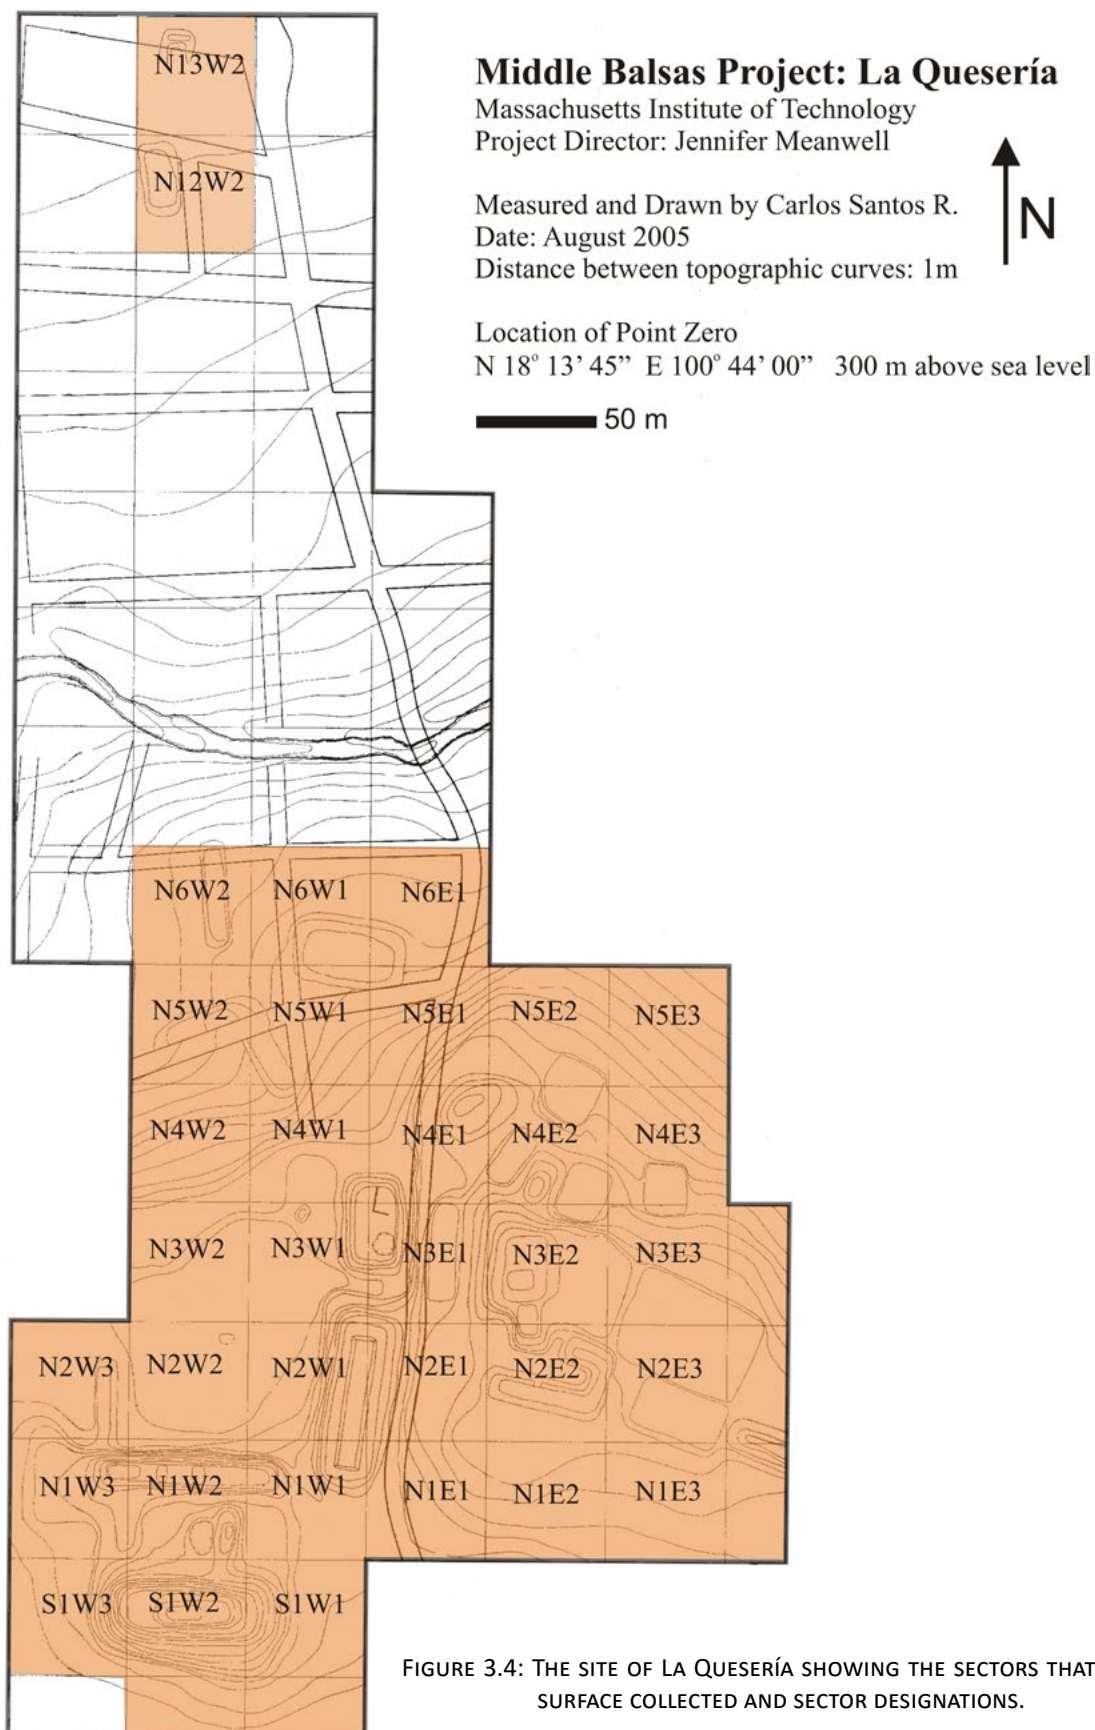 N13W2
N12W2
Middle Balsas Project: La Quesería
Massachusetts Institute of Technology
Project Director: Jennifer Meanwell
N
Measured and Drawn by Carlos Santos R.
Date: August 2005
Distance between topographic curves: 1m
Location of Point Zero
N 18° 13’ 45” E 100° 44’ 00” 300 m above sea level
50 m
N6W2 N6W1 N6E1
N5W2 N5W1 N5E1 N5E2 N5E3
N4W2 N4W1 N4E1 N4E2 N4E3
N3W2 N3W1 N3E1 N3E2 N3E3
N2W3 N2W2 N2W1 N2E1 N2E2 N2E3
N1W3 N1W2 N1W1 N1E1 N1E2 N1E3
S1W3 S1W2 S1W1
Figure 3.4: The site of La Quesería showing the sectors that
surface collected and sector designations.